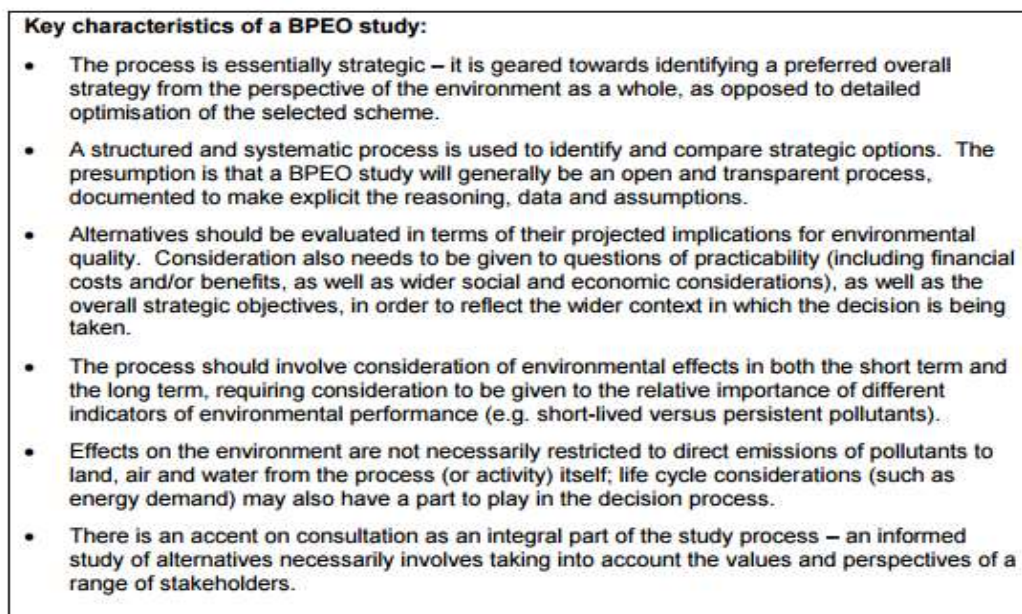 Key characteristics of a BPEO study:
• The process is essentially strategic – it is geared towards identifying a preferred overall
strategy from the perspective of the environment as a whole, as opposed to detailed
optimisation of the selected scheme.
• A structured and systematic process is used to identify and compare strategic options. The
presumption is that a BPEO study will generally be an open and transparent process,
documented to make explicit the reasoning, data and assumptions.
• Alternatives should be evaluated in terms of their projected implications for environmental
quality. Consideration also needs to be given to questions of practicability (including financial
costs and/or benefits, as well as wider social and economic considerations), as well as the
overall strategic objectives, in order to reflect the wider context in which the decision is being
taken.
• The process should involve consideration of environmental effects in both the short term and
the long term, requiring consideration to be given to the relative importance of different
indicators of environmental performance (e.g. short-lived versus persistent pollutants).
• Effects on the environment are not necessarily restricted to direct emissions of pollutants to
land, air and water from the process (or activity) itself; life cycle considerations (such as
energy demand) may also have a part to play in the decision process.
• There is an accent on consultation as an integral part of the study process – an informed
study of alternatives necessarily involves taking into account the values and perspectives of a
range of stakeholders.